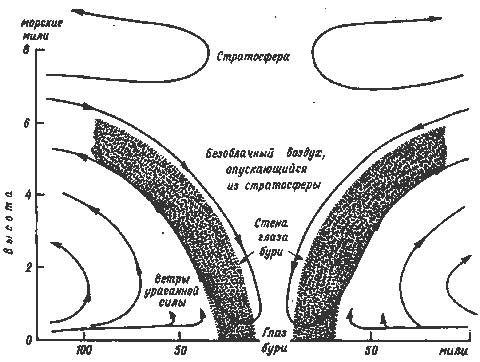 морские
мили
8
Стратосфера
6
Безоблачный воздух,
опускающийся
из стратосферы
4
Высота
Стена
глаза
бури
2
Ветры
ураганной
силы
0
Глаз
бури
100
50
50
мили